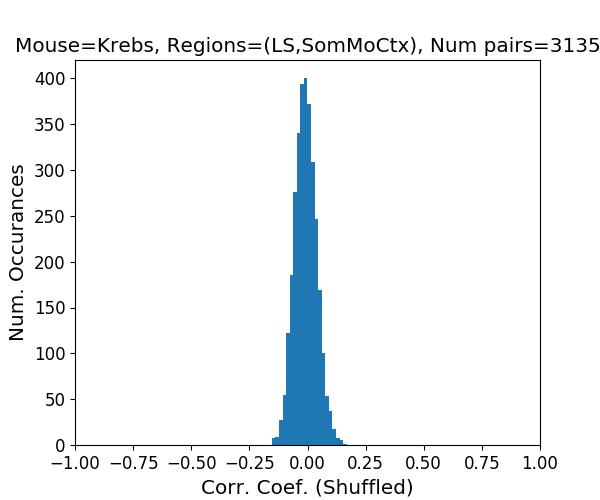 Mouse=Krebs, Regions=(LS,SomMoCtx), Num pairs=3135
400
350
300
250
200
150
100
50
0
Num. Occurances
−1.00 −0.75 −0.50 −0.25 0.00 0.25 0.50 0.75 1.00
Corr. Coef. (Shuffled)